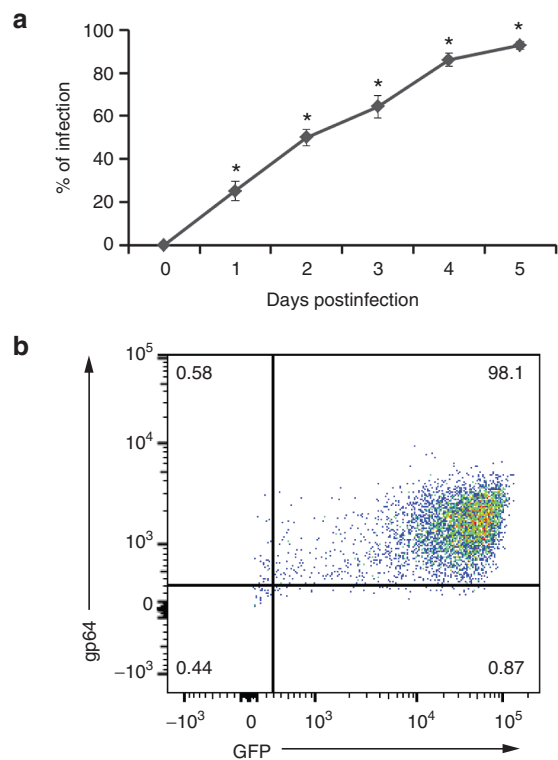 a
100
80
60
40
20
0
% of infection
* * * * *
0 1 2 3 4 5
Days postinfection
b
10⁵
10⁴
10³
0
−10³
gp64
0.58 98.1
0.44 0.87
−10³ 0 10³ 10⁴ 10⁵
GFP